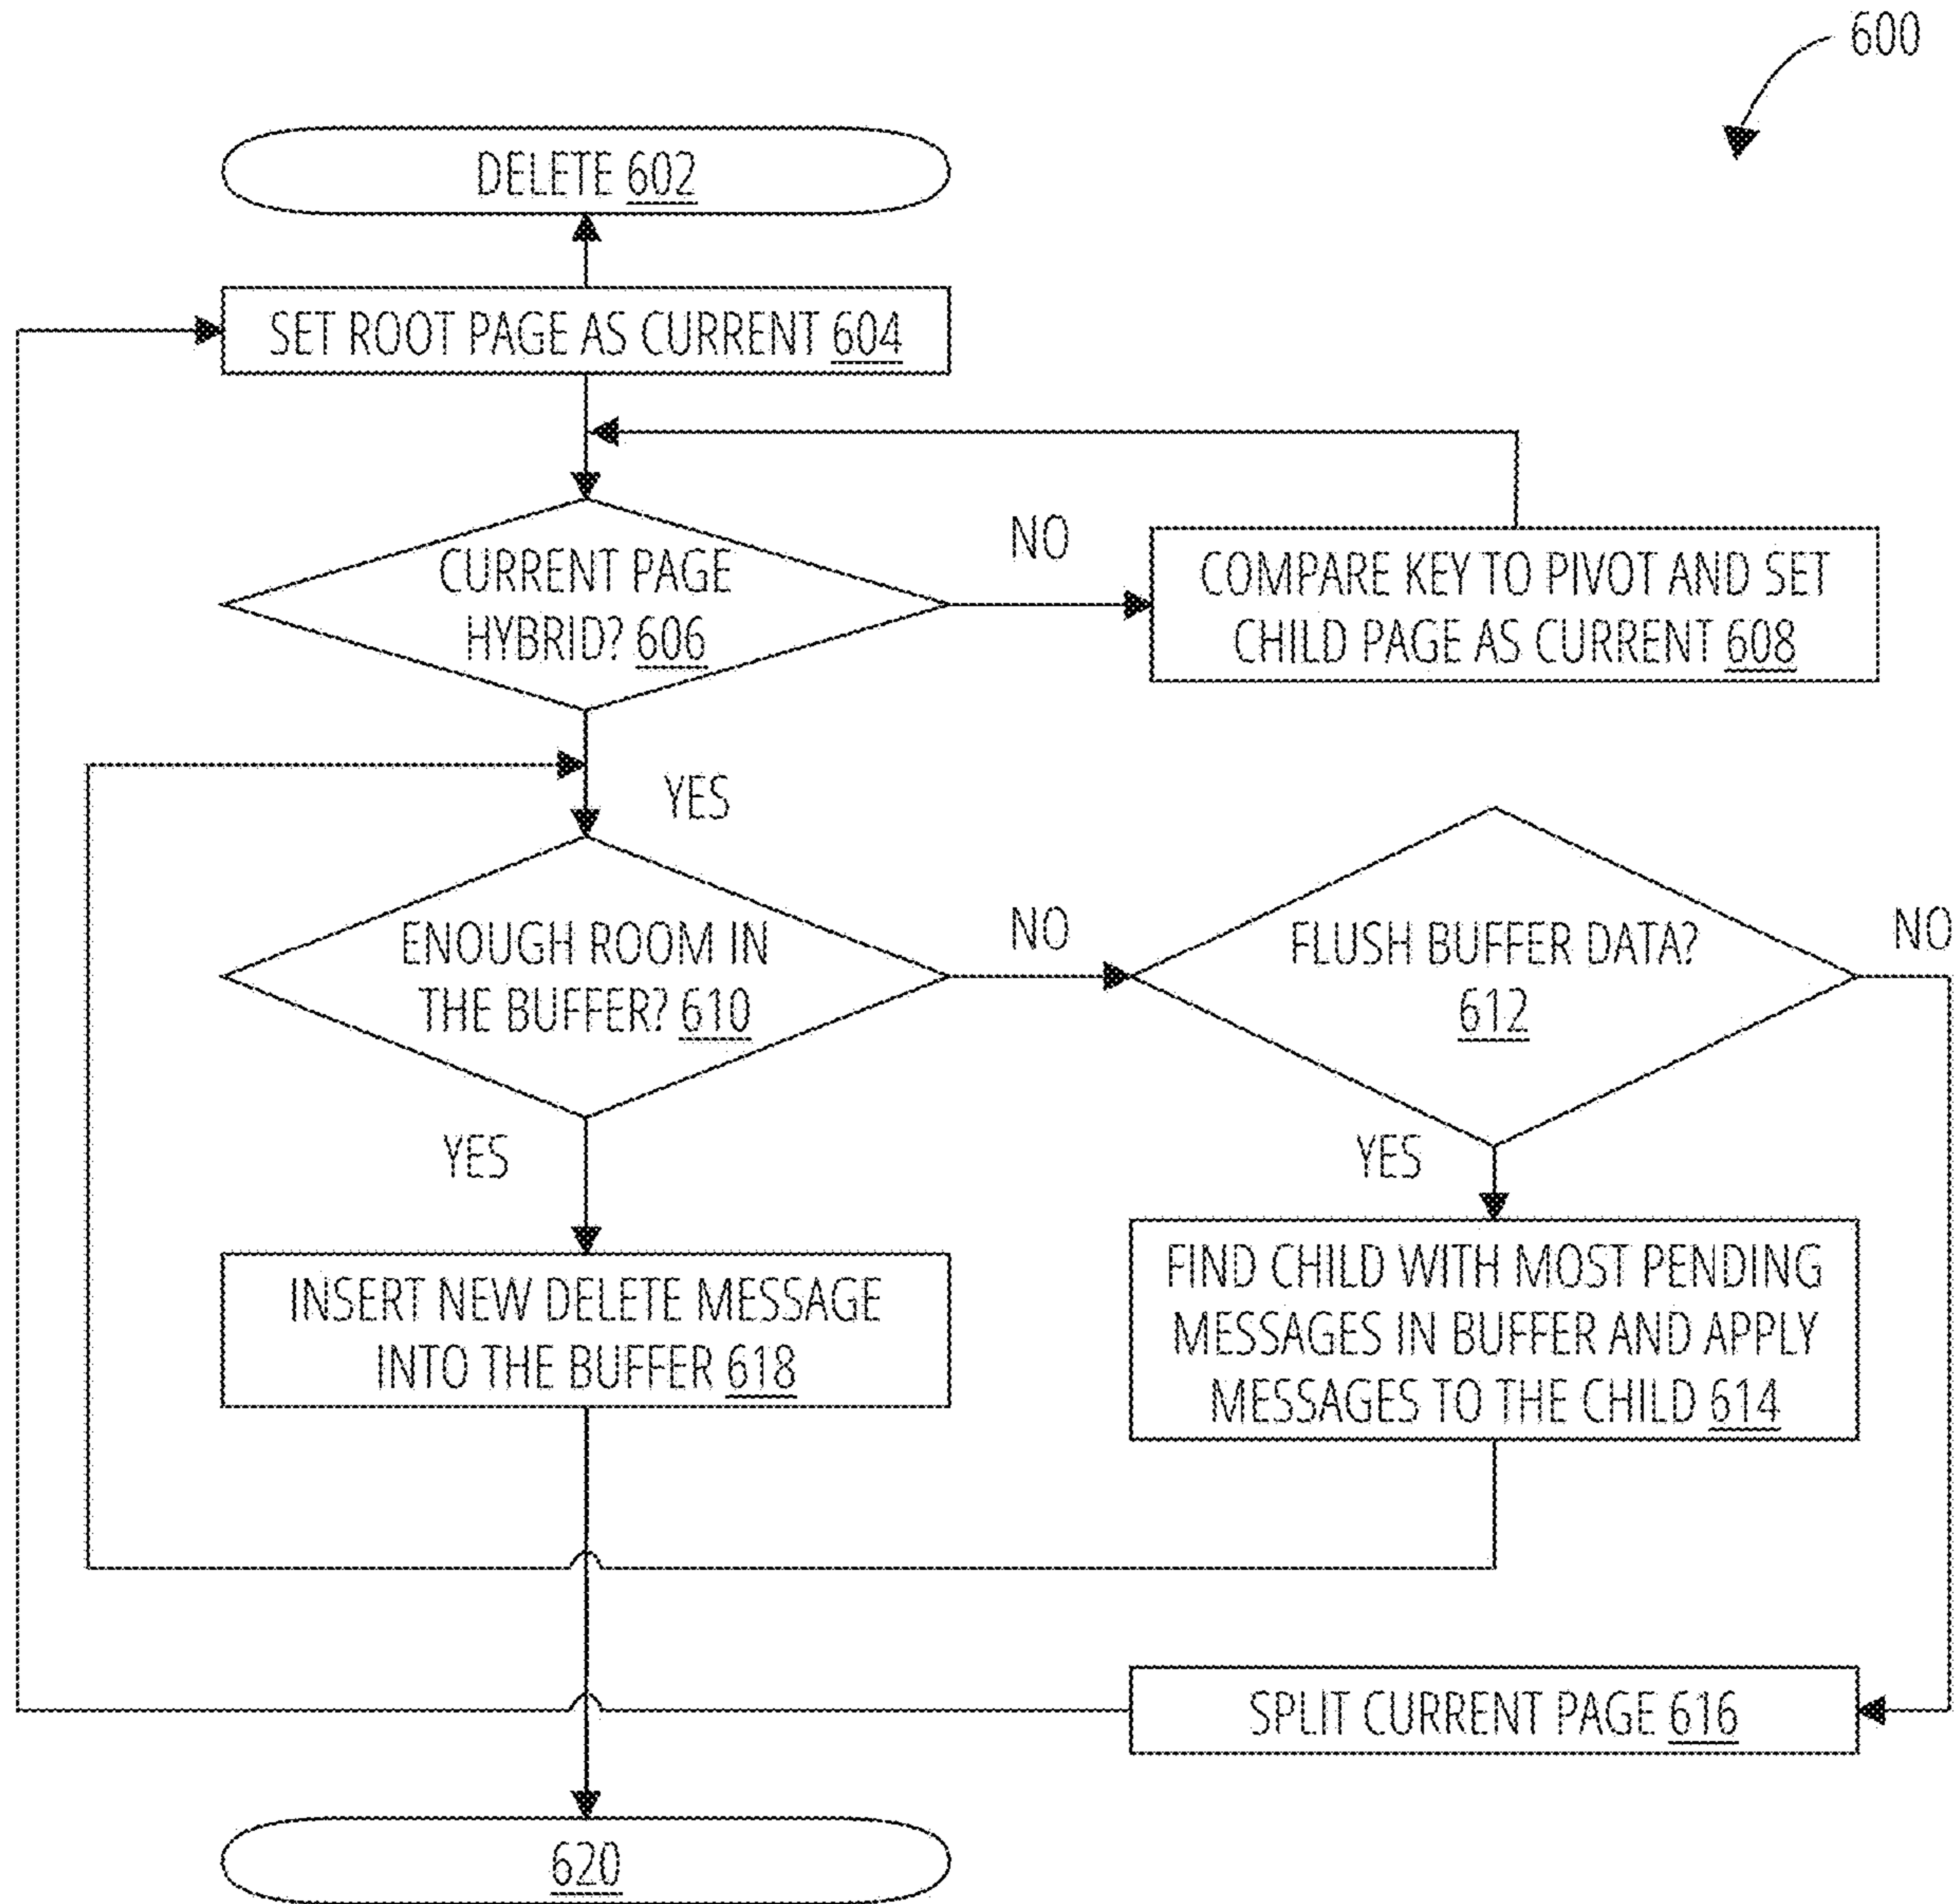 600
DELETE 602
SET ROOT PAGE AS CURRENT 604
CURRENT PAGE
HYBRID? 606
NO
COMPARE KEY TO PIVOT AND SET
CHILD PAGE AS CURRENT 608
YES
ENOUGH ROOM IN
THE BUFFER? 610
NO
FLUSH BUFFER DATA?
612
NO
YES
YES
INSERT NEW DELETE MESSAGE
INTO THE BUFFER 618
FIND CHILD WITH MOST PENDING
MESSAGES IN BUFFER AND APPLY
MESSAGES TO THE CHILD 614
SPLIT CURRENT PAGE 616
620